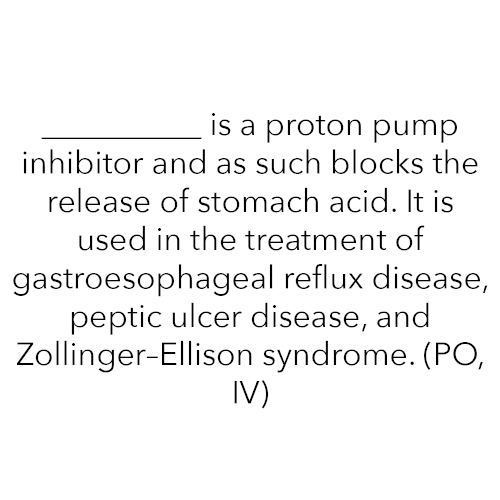 ___________ is a proton pump
inhibitor and as such blocks the
release of stomach acid. It is
used in the treatment of
gastroesophageal reflux disease,
peptic ulcer disease, and
Zollinger–Ellison syndrome. (PO,
IV)